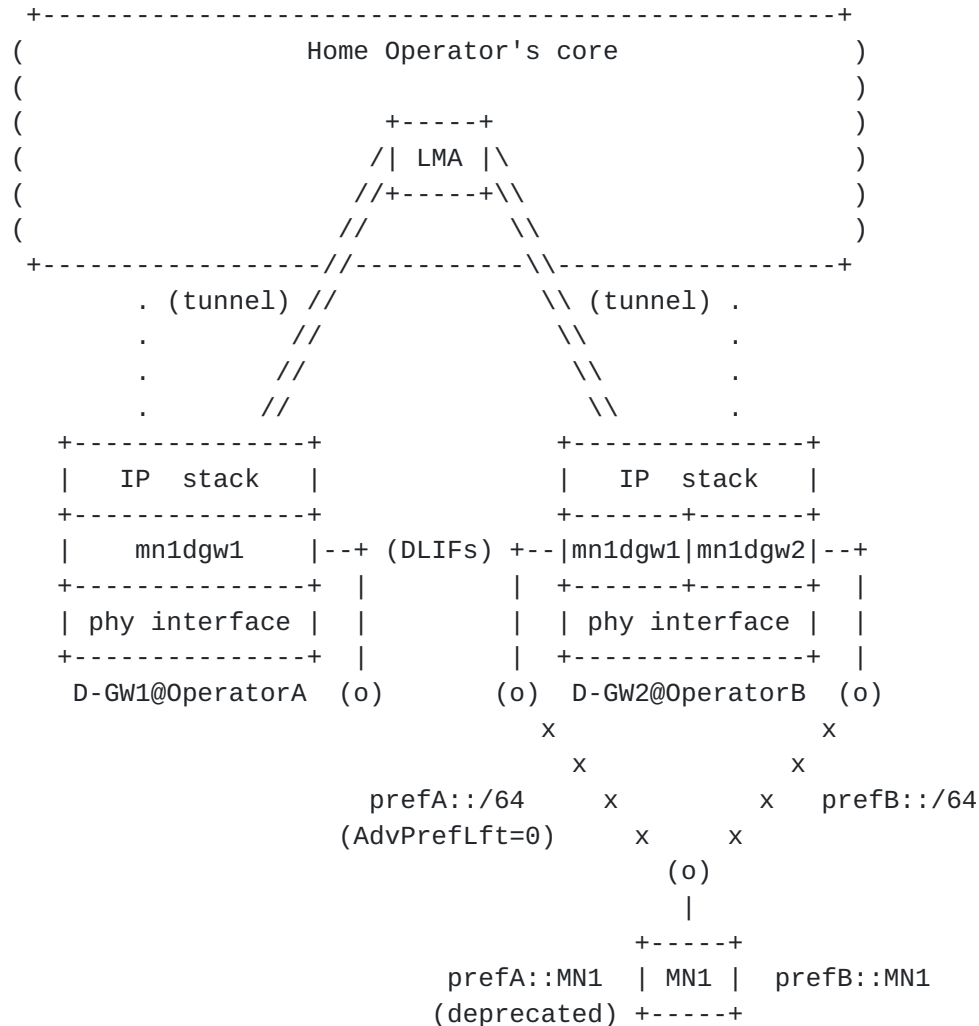 +-----------------------------------------------------+
( Home Operator's core )
( )
( +-----+ )
( /| LMA |\ )
( //+-----+\\ )
( // \\ )
+------------------//-----------\\------------------+
. (tunnel) // \\ (tunnel) .
. // \\ .
. // \\ .
. // \\ .
+---------------+ +---------------+
| IP stack | | IP stack |
+---------------+ +-------+-------+
| mn1dgw1 |--+ (DLIFs) +--|mn1dgw1|mn1dgw2|--+
+---------------+ | | +-------+-------+ |
| phy interface | | | | phy interface | |
+---------------+ | | +---------------+ |
D-GW1@OperatorA (o) (o) D-GW2@OperatorB (o)
x x
x x
prefA::/64 x x prefB::/64
(AdvPrefLft=0) x x
(o)
|
+-----+
prefA::MN1 | MN1 | prefB::MN1
(deprecated) +-----+